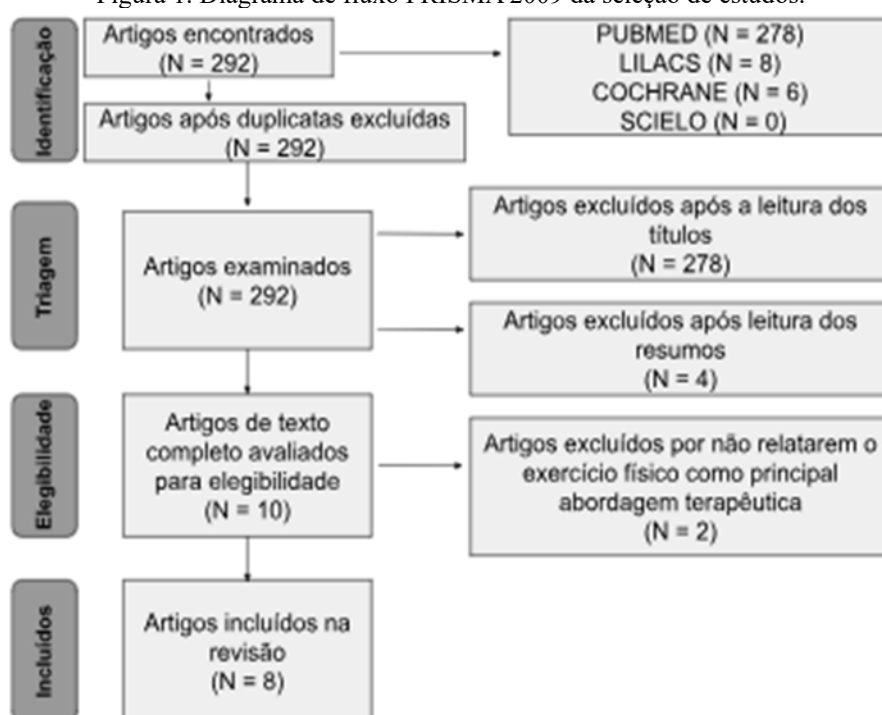 Figura 1. Diagrama de fluxo PRISMA 2009 da seleção de estudos.
Identificação
Artigos encontrados
(N = 292)
PUBMED (N = 278)
LILACS (N = 8)
COCHRANE (N = 6)
SCIELO (N = 0)
Artigos após duplicatas excluídas
(N = 292)
Triagem
Artigos examinados
(N = 292)
Artigos excluídos após a leitura dos
títulos
(N = 278)
Artigos excluídos após leitura dos
resumos
(N = 4)
Elegibilidade
Artigos de texto
completo avaliados
para elegibilidade
(N = 10)
Artigos excluídos por não relatarem o
exercício físico como principal
abordagem terapêutica
(N = 2)
Incluídos
Artigos incluídos na
revisão
(N = 8)